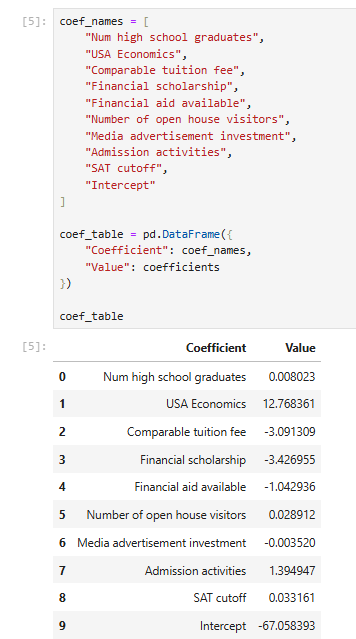 [5]: coef_names = [
"Num high school graduates",
"USA Economics",
"Comparable tuition fee",
"Financial scholarship",
"Financial aid available",
"Number of open house visitors",
"Media advertisement investment",
"Admission activities",
"SAT cutoff",
"Intercept"
]
coef_table = pd.DataFrame({
"Coefficient": coef_names,
"Value": coefficients
})
coef_table
[5]: Coefficient Value
0 Num high school graduates 0.008023
1 USA Economics 12.768361
2 Comparable tuition fee -3.091309
3 Financial scholarship -3.426955
4 Financial aid available -1.042936
5 Number of open house visitors 0.028912
6 Media advertisement investment -0.003520
7 Admission activities 1.394947
8 SAT cutoff 0.033161
9 Intercept -67.058393